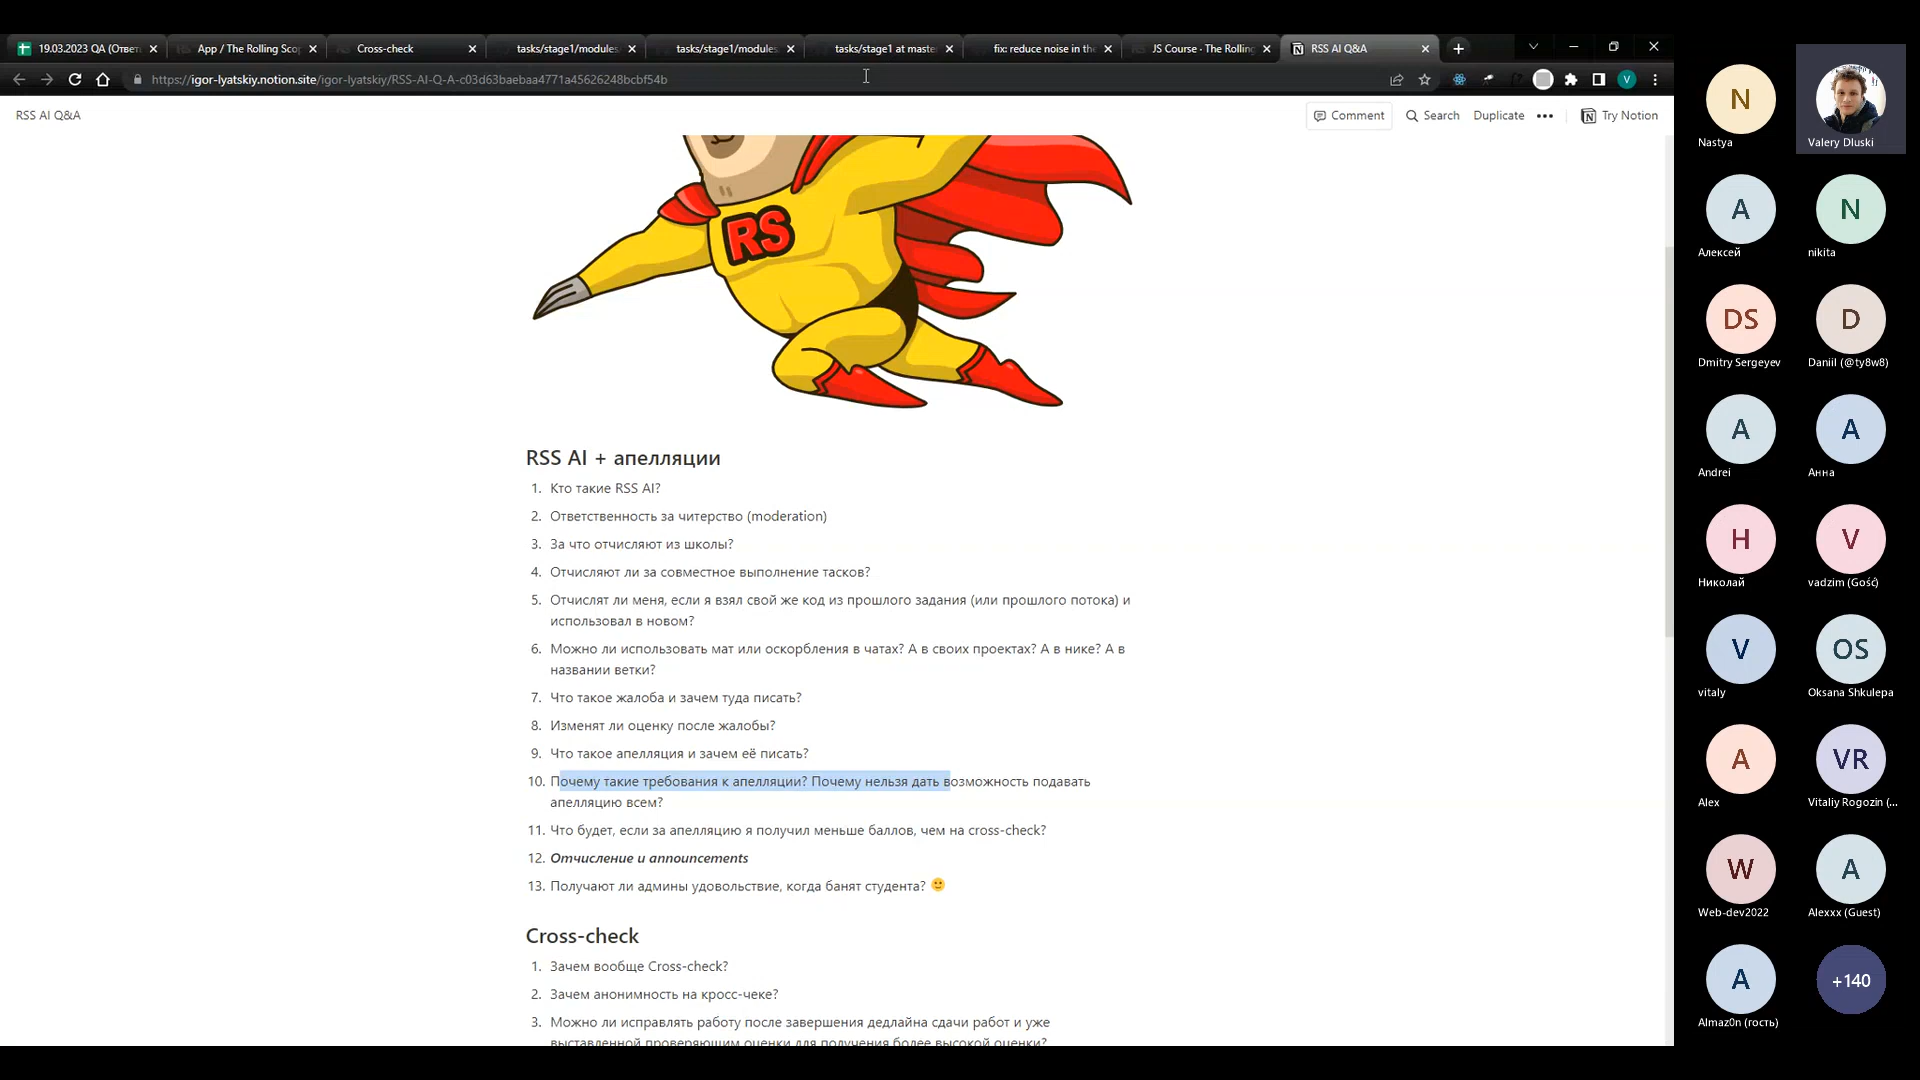 19.03.2023 QA (Ответ
App / The Rolling Sco
Cross-check
tasks/stage1/modules
tasks/stage1/modules
tasks/stage1 at master
fix: reduce noise in the
JS Course · The Rolling
RSS AI Q&A
https://igor-lyatskiy.notion.site/igor-lyatskiy/RSS-AI-Q-A-c03d63baebaa4771a45626248bcbf54b
V
RSS AI Q&A
Comment
Search
Duplicate
Try Notion
RS
RSS AI + апелляции
1. Кто такие RSS AI?
2. Ответственность за читерство (moderation)
3. За что отчисляют из школы?
4. Отчисляют ли за совместное выполнение тасков?
5. Отчислят ли меня, если я взял свой же код из прошлого задания (или прошлого потока) и
использовал в новом?
6. Можно ли использовать мат или оскорбления в чатах? А в своих проектах? А в нике? А в
названии ветки?
7. Что такое жалоба и зачем туда писать?
8. Изменят ли оценку после жалобы?
9. Что такое апелляция и зачем её писать?
10. Почему такие требования к апелляции? Почему нельзя дать возможность подавать
апелляцию всем?
11. Что будет, если за апелляцию я получил меньше баллов, чем на cross-check?
12. Отчисление и announcements
13. Получают ли админы удовольствие, когда банят студента? 🙂
Cross-check
1. Зачем вообще Cross-check?
2. Зачем анонимность на кросс-чеке?
3. Можно ли исправлять работу после завершения дедлайна сдачи работ и уже
выставленной проверяющим оценки для получения более высокой оценки?
N
Nastya
Valery Dluski
A
Алексей
N
nikita
DS
Dmitry Sergeyev
D
Daniil (@ty8w8)
A
Andrei
A
Анна
Н
Николай
V
vadzim (Gość)
V
vitaly
OS
Oksana Shkulepa
A
Alex
VR
Vitaliy Rogozin (...
W
Web-dev2022
A
Alexxx (Guest)
A
Almaz0n (гость)
+140